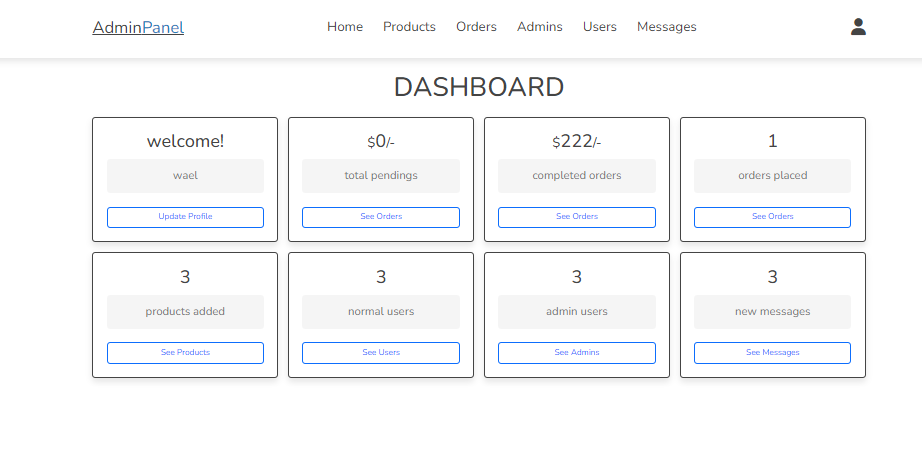 AdminPanel Home Products Orders Admins Users Messages
DASHBOARD
welcome!
wael
Update Profile
$0/-
total pendings
See Orders
$222/-
completed orders
See Orders
1
orders placed
See Orders
3
products added
See Products
3
normal users
See Users
3
admin users
See Admins
3
new messages
See Messages